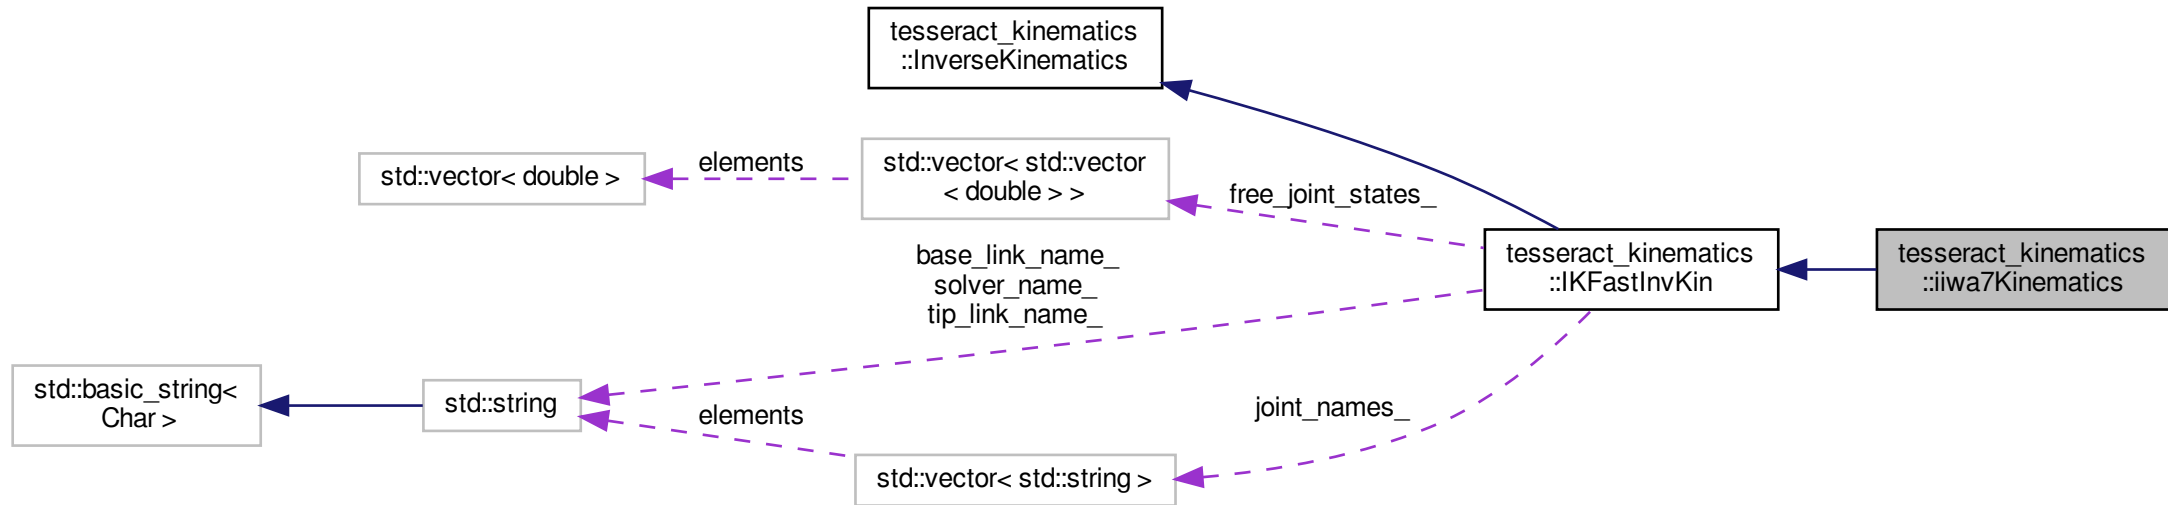 tesseract_kinematics
::InverseKinematics
std::vector< double >
elements
std::vector< std::vector
< double > >
free_joint_states_
base_link_name_
solver_name_
tip_link_name_
tesseract_kinematics
::IKFastInvKin
tesseract_kinematics
::iiwa7Kinematics
std::basic_string<
Char >
std::string
elements
joint_names_
std::vector< std::string >